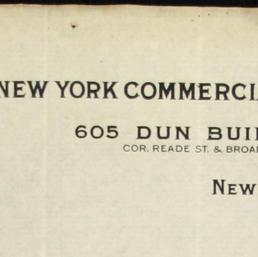 NEW YORK COMMERCI
605 DUN BUI
COR. READE ST. & BROA
NEW